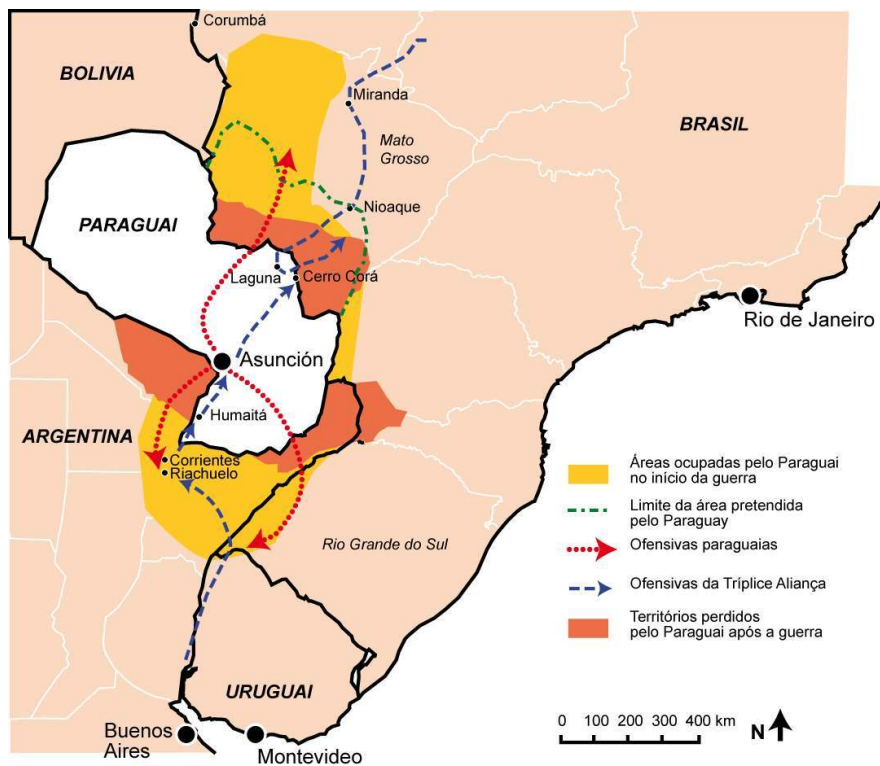 Corumbá
BOLIVIA
Miranda
BRASIL
Mato
Grosso
Nioaque
PARAGUAI
Laguna
Cerro Corá
Rio de Janeiro
Asunción
Humaitá
ARGENTINA
Corrientes
Riachuelo
Rio Grande do Sul
URUGUAI
Buenos
Aires
Montevideo
Áreas ocupadas pelo Paraguai
no início da guerra
Limite da área pretendida
pelo Paraguay
Ofensivas paraguaias
Ofensivas da Tríplice Aliança
Territórios perdidos
pelo Paraguai após a guerra
0 100 200 300 400 km
N